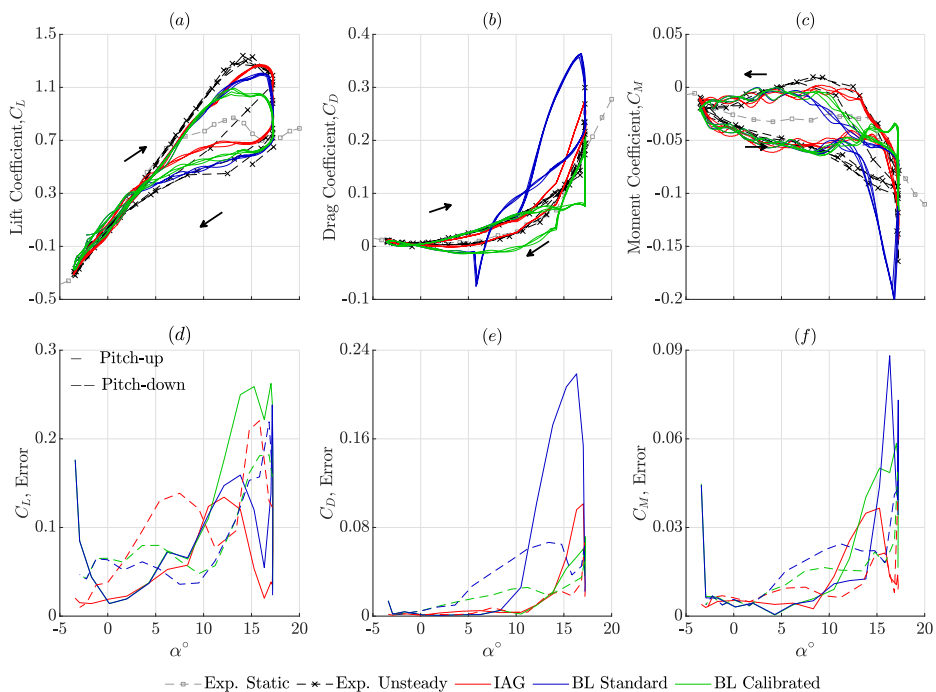 (a) (b) (c)
Lift Coefficient,C_L
1.4
1.1
0.7
0.3
-0.1
-0.5
Drag Coefficient,C_D
0.4
0.3
0.2
0.1
0
-0.1
Moment Coefficient,C_M
0
-0.05
-0.1
-0.15
-0.2
(d) (e) (f)
C_L, Error
0.3
0.2
0.1
0
Pitch-up
Pitch-down
-5 0 5 10 15 20
α°
C_D, Error
0.24
0.16
0.08
0
-5 0 5 10 15 20
α°
C_M, Error
0.09
0.06
0.03
0
-5 0 5 10 15 20
α°
Exp. Static Exp. Unsteady IAG BL Standard BL Calibrated